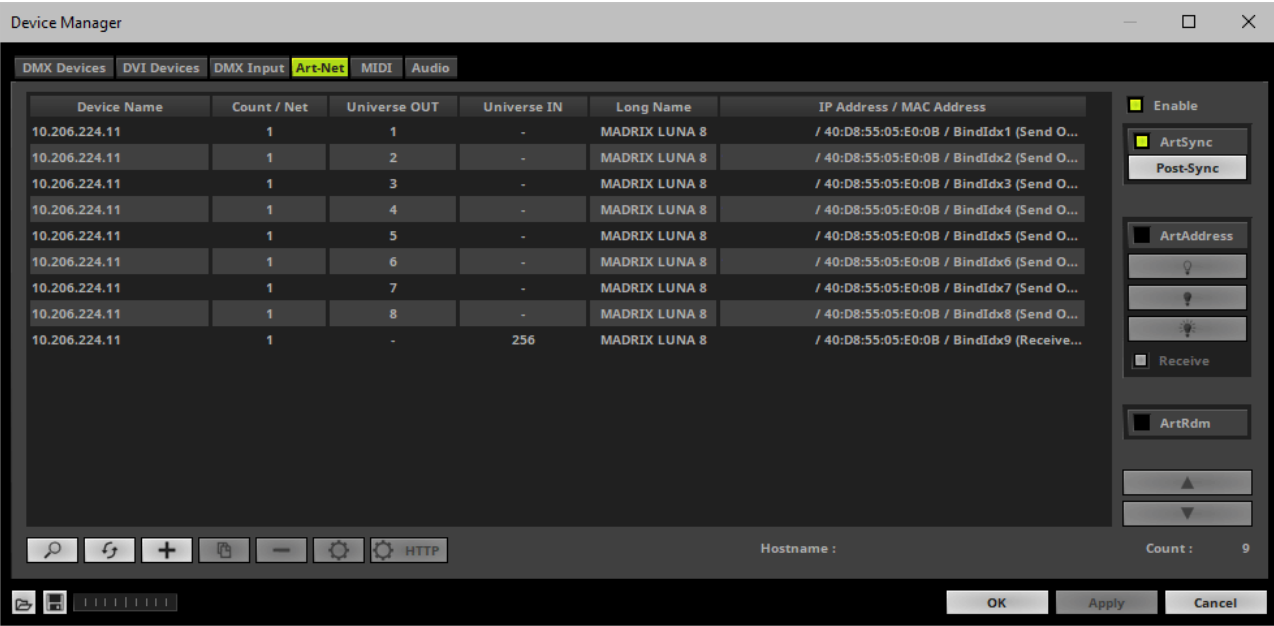 Device Manager
DMX Devices DVI Devices DMX Input Art-Net MIDI Audio
Device Name Count / Net Universe OUT Universe IN Long Name IP Address / MAC Address
10.206.224.11 1 1 - MADRIX LUNA 8 / 40:D8:55:05:E0:0B / BindIdx1 (Send O...
10.206.224.11 1 2 - MADRIX LUNA 8 / 40:D8:55:05:E0:0B / BindIdx2 (Send O...
10.206.224.11 1 3 - MADRIX LUNA 8 / 40:D8:55:05:E0:0B / BindIdx3 (Send O...
10.206.224.11 1 4 - MADRIX LUNA 8 / 40:D8:55:05:E0:0B / BindIdx4 (Send O...
10.206.224.11 1 5 - MADRIX LUNA 8 / 40:D8:55:05:E0:0B / BindIdx5 (Send O...
10.206.224.11 1 6 - MADRIX LUNA 8 / 40:D8:55:05:E0:0B / BindIdx6 (Send O...
10.206.224.11 1 7 - MADRIX LUNA 8 / 40:D8:55:05:E0:0B / BindIdx7 (Send O...
10.206.224.11 1 8 - MADRIX LUNA 8 / 40:D8:55:05:E0:0B / BindIdx8 (Send O...
10.206.224.11 1 - 256 MADRIX LUNA 8 / 40:D8:55:05:E0:0B / BindIdx9 (Receive...
Enable
ArtSync
Post-Sync
ArtAddress
Receive
ArtRdm
HTTP Hostname : Count : 9
OK Apply Cancel